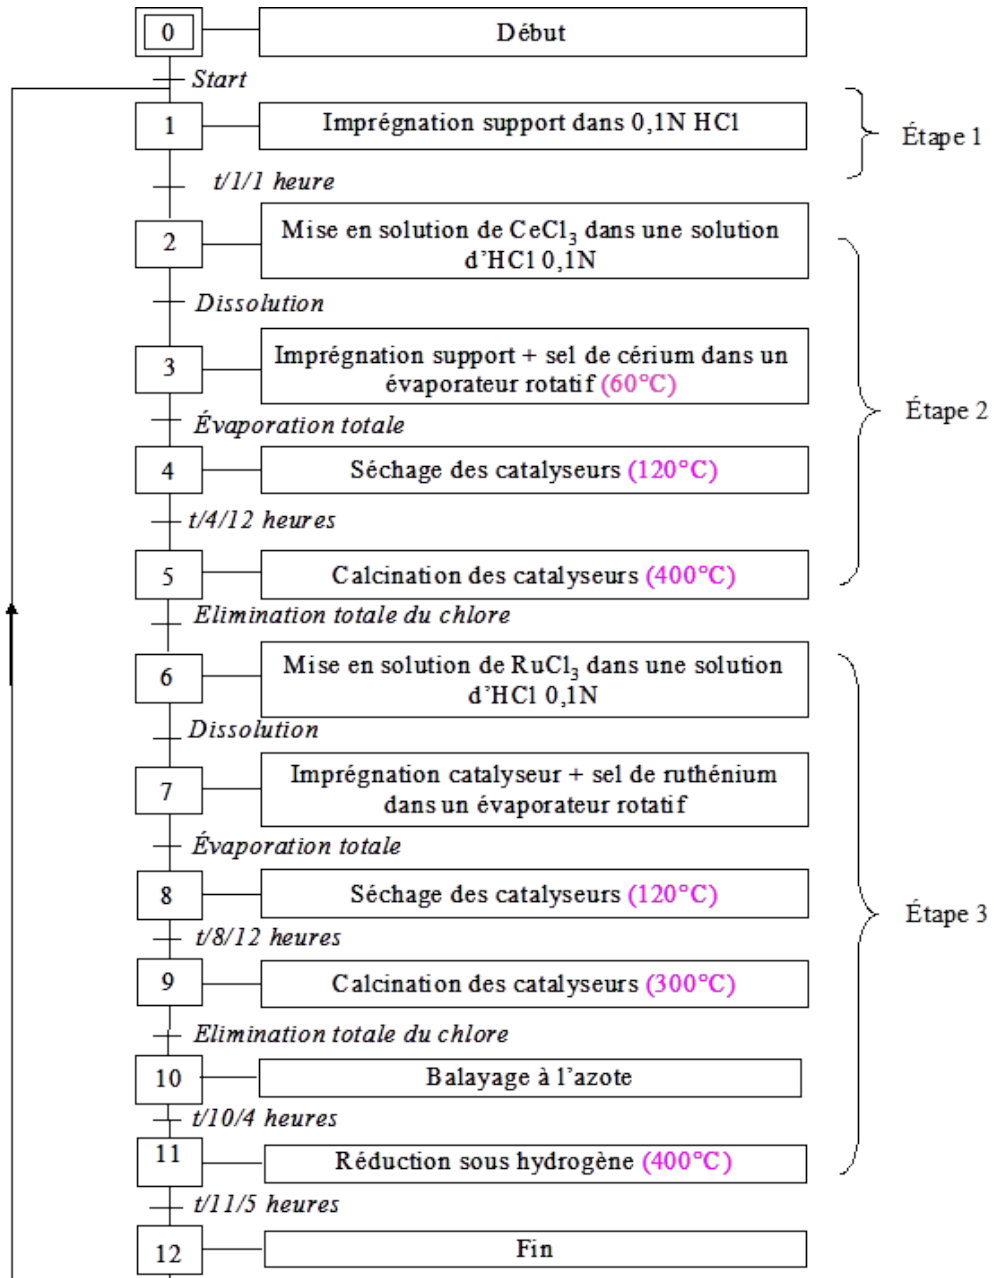 0
Début
Start
1
Imprégnation support dans 0,1N HCl
Étape 1
t/1/1 heure
2
Mise en solution de CeCl3 dans une solution
d'HCl 0,1N
Dissolution
3
Imprégnation support + sel de cérium dans un
évaporateur rotatif (60°C)
Étape 2
Évaporation totale
4
Séchage des catalyseurs (120°C)
t/4/12 heures
5
Calcination des catalyseurs (400°C)
Elimination totale du chlore
6
Mise en solution de RuCl3 dans une solution
d'HCl 0,1N
Dissolution
7
Imprégnation catalyseur + sel de ruthénium
dans un évaporateur rotatif
Évaporation totale
8
Séchage des catalyseurs (120°C)
Étape 3
t/8/12 heures
9
Calcination des catalyseurs (300°C)
Elimination totale du chlore
10
Balayage à l'azote
t/10/4 heures
11
Réduction sous hydrogène (400°C)
t/11/5 heures
12
Fin